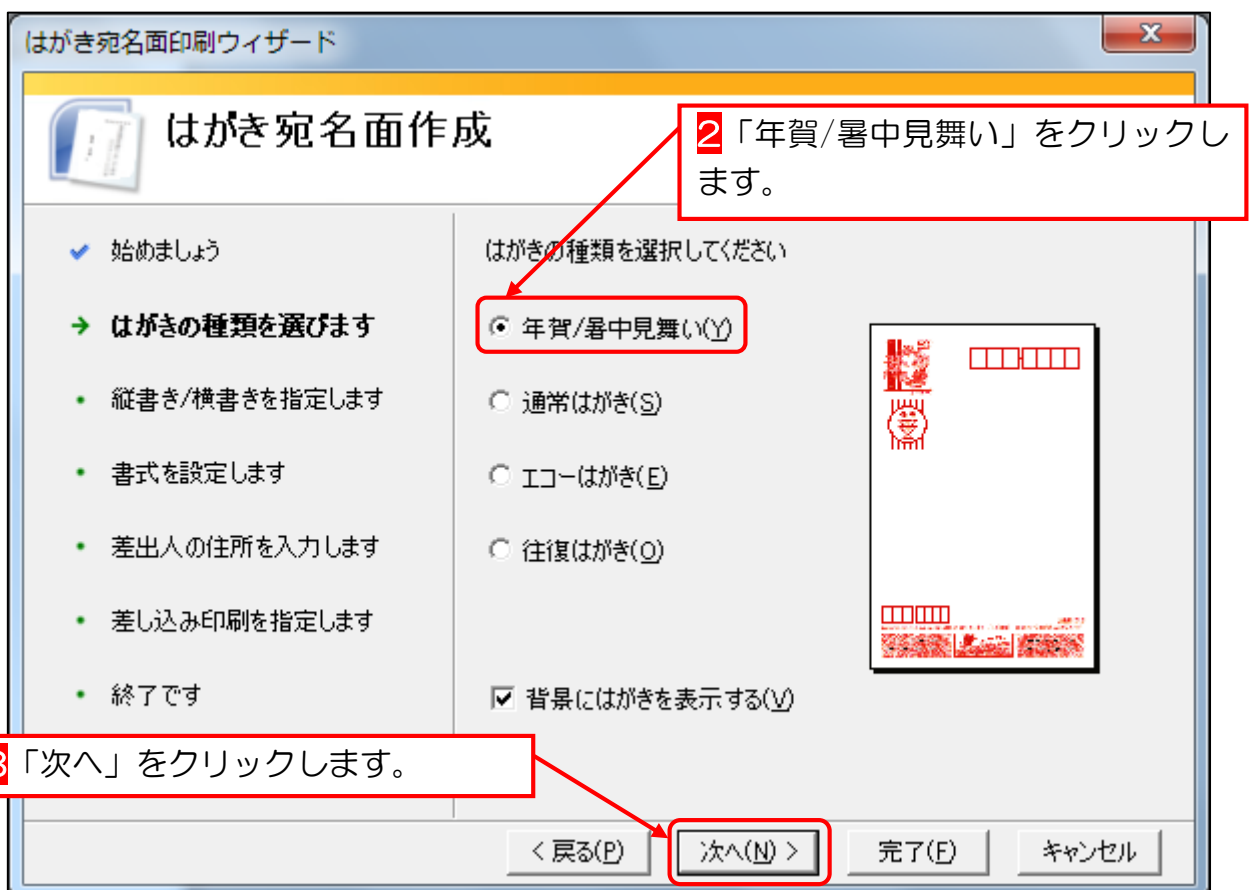 はがき宛名面印刷ウィザード
はがき宛名面作成
2「年賀/暑中見舞い」をクリックし
ます。
始めましょう
はがきの種類を選びます
縦書き/横書きを指定します
書式を設定します
差出人の住所を入力します
差し込み印刷を指定します
終了です
はがきの種類を選択してください
年賀/暑中見舞い(Y)
通常はがき(S)
エコーはがき(E)
往復はがき(O)
背景にはがきを表示する(V)
3「次へ」をクリックします。
< 戻る(P)
次へ(N) >
完了(F)
キャンセル